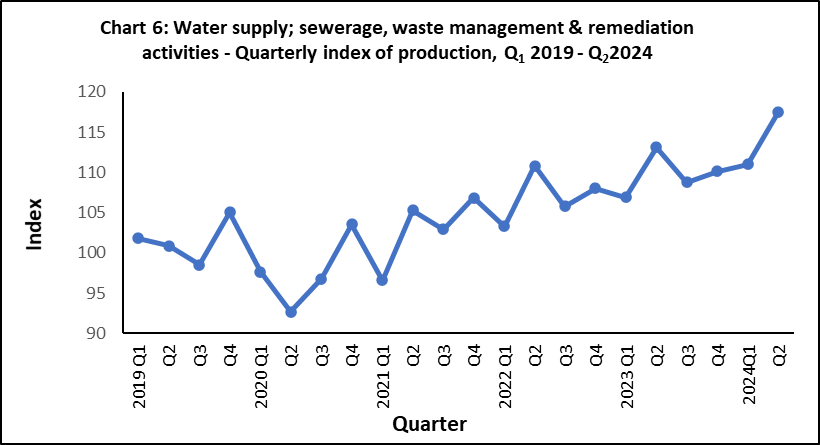 Chart 6: Water supply; sewerage, waste management & remediation
activities - Quarterly index of production, Q1 2019 - Q22024
120
115
110
105
100
95
90
Index
2019 Q1
Q2
Q3
Q4
2020 Q1
Q2
Q3
Q4
2021 Q1
Q2
Q3
Q4
2022 Q1
Q2
Q3
Q4
2023 Q1
Q2
Q3
Q4
2024Q1
Q2
Quarter